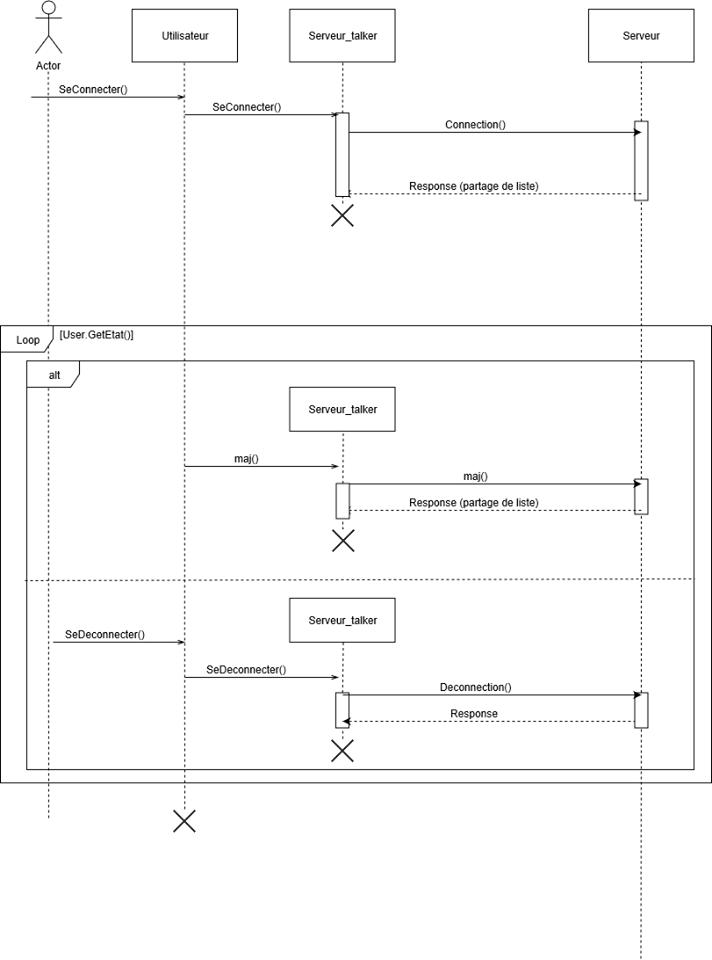 Utilisateur
Serveur_talker
Serveur
Actor
SeConnecter()
SeConnecter()
Connection()
Response (partage de liste)
Loop
[User.GetEtat()]
alt
Serveur_talker
maj()
maj()
Response (partage de liste)
Serveur_talker
SeDeconnecter()
SeDeconnecter()
Deconnection()
Response